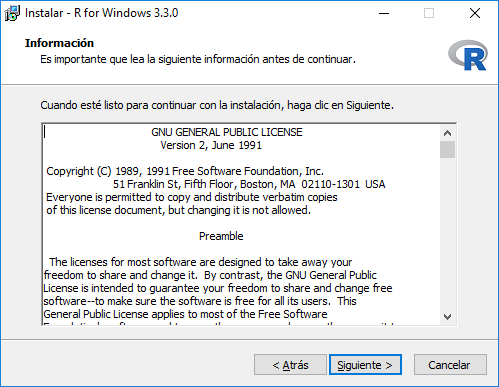 Instalar - R for Windows 3.3.0
Información
Es importante que lea la siguiente información antes de continuar.
R
Cuando esté listo para continuar con la instalación, haga clic en Siguiente.
GNU GENERAL PUBLIC LICENSE
Version 2, June 1991
Copyright (C) 1989, 1991 Free Software Foundation, Inc.
51 Franklin St, Fifth Floor, Boston, MA  02110-1301  USA
Everyone is permitted to copy and distribute verbatim copies
of this license document, but changing it is not allowed.
Preamble
The licenses for most software are designed to take away your
freedom to share and change it.  By contrast, the GNU General Public
License is intended to guarantee your freedom to share and change free
software--to make sure the software is free for all its users.  This
General Public License applies to most of the Free Software
< Atrás
Siguiente >
Cancelar